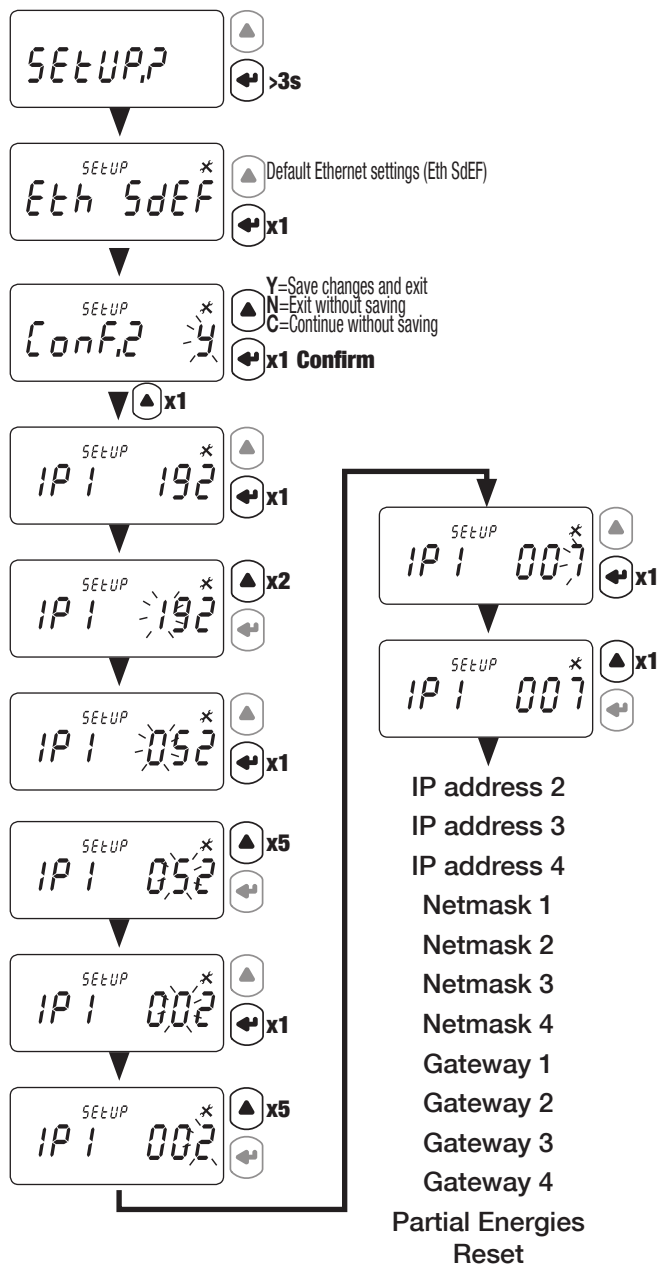 SEtUP.?
>3s
SEtUP
Eth SdEF
Default Ethernet settings (Eth SdEF)
x1
SEtUP
ConF.? Y
Y=Save changes and exit
N=Exit without saving
C=Continue without saving
x1 Confirm
x1
SEtUP
IP1 192
x1
SEtUP
IP1 192
x2
SEtUP
IP1 052
x1
SEtUP
IP1 052
x5
SEtUP
IP1 002
x1
SEtUP
IP1 002
x5
SEtUP
IP1 007
x1
SEtUP
IP1 007
x1
IP address 2
IP address 3
IP address 4
Netmask 1
Netmask 2
Netmask 3
Netmask 4
Gateway 1
Gateway 2
Gateway 3
Gateway 4
Partial Energies
Reset